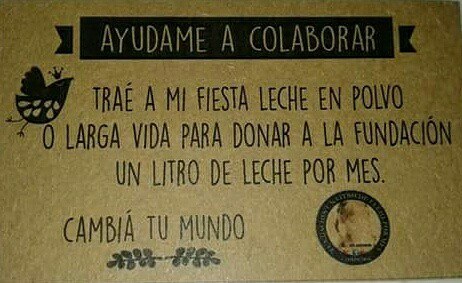 AYUDAME A COLABORAR
TRAÉ A MI FIESTA LECHE EN POLVO
O LARGA VIDA PARA DONAR A LA FUNDACIÓN
UN LITRO DE LECHE POR MES.
CAMBIÁ TU MUNDO